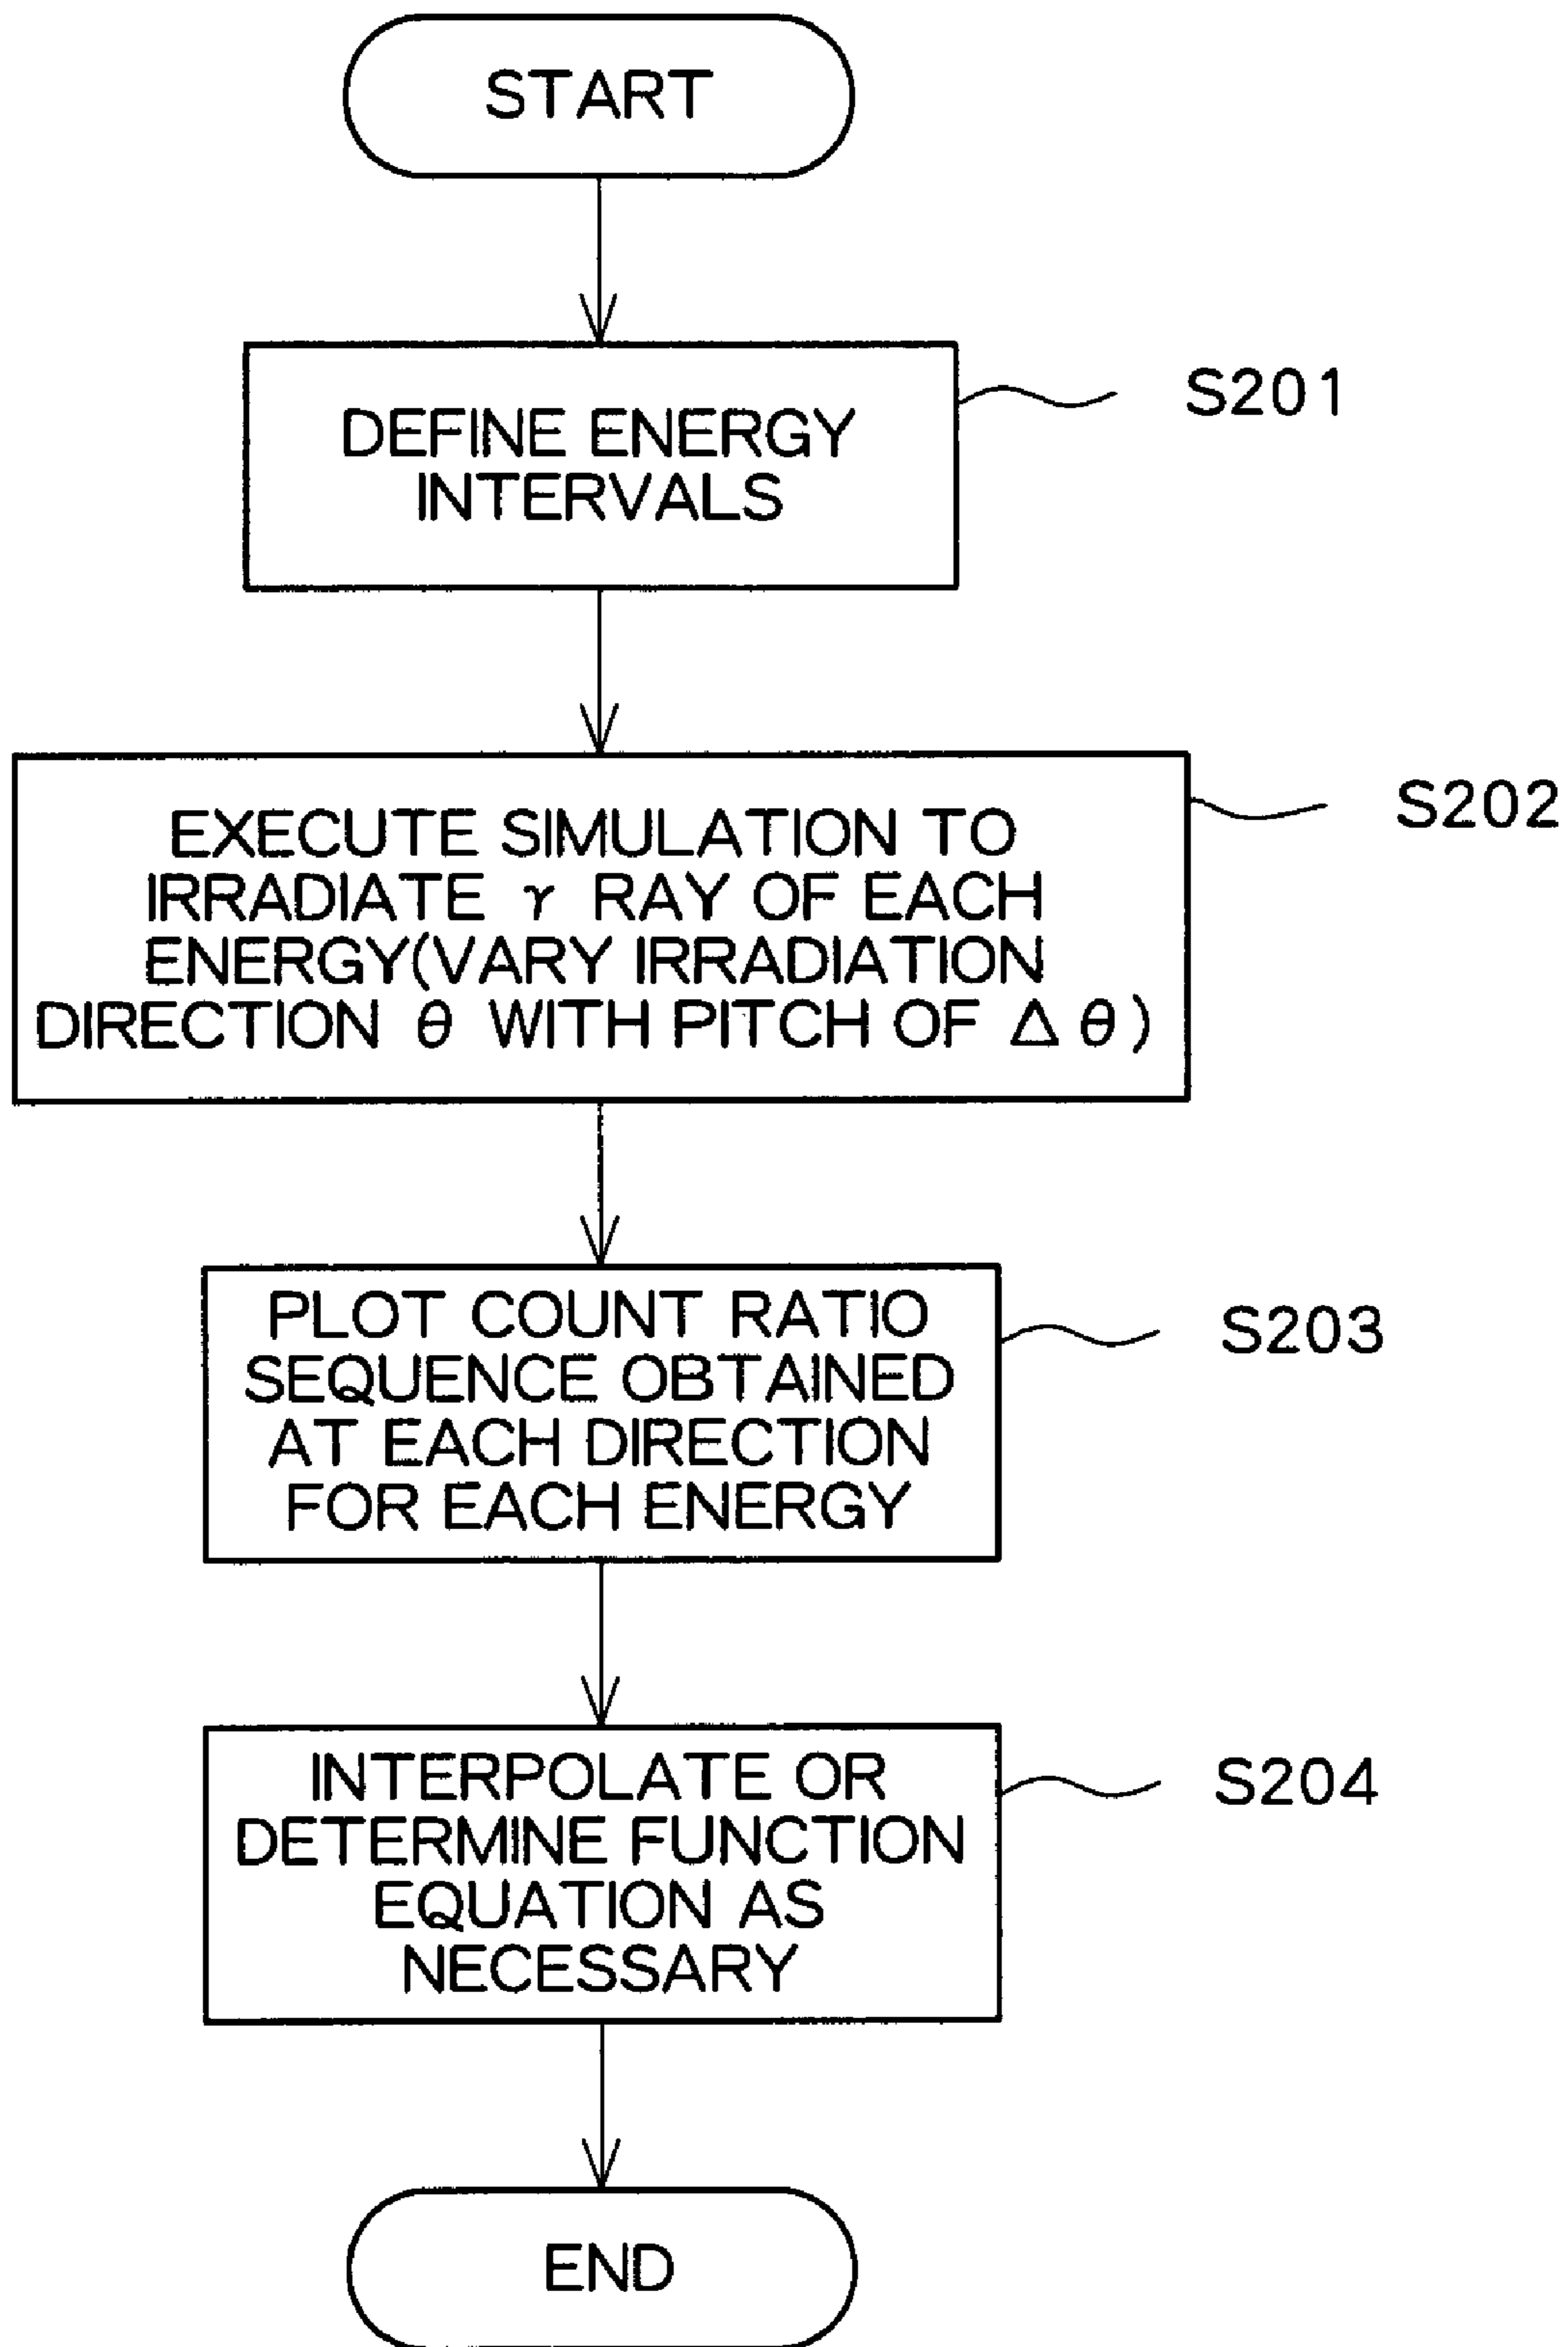 START
DEFINE ENERGY
INTERVALS
S201
EXECUTE SIMULATION TO
IRRADIATE γ RAY OF EACH
ENERGY(VARY IRRADIATION
DIRECTION θ WITH PITCH OF Δθ)
S202
PLOT COUNT RATIO
SEQUENCE OBTAINED
AT EACH DIRECTION
FOR EACH ENERGY
S203
INTERPOLATE OR
DETERMINE FUNCTION
EQUATION AS
NECESSARY
S204
END